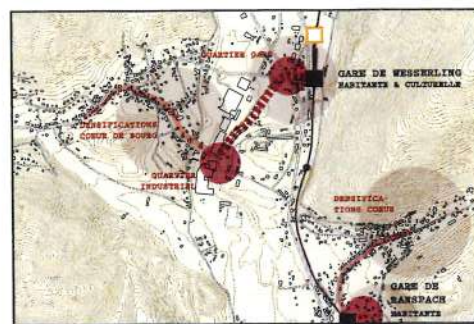 QUARTIER GARE
GARE DE WESSERLING
HABITANTE & CULTURELLE
DENSIFICATIONS
COEUR DE BOURG
QUARTIER
INDUSTRIEL
DENSIFICA-
TIONS COEUR
GARE DE
RANSPACH
HABITANTE